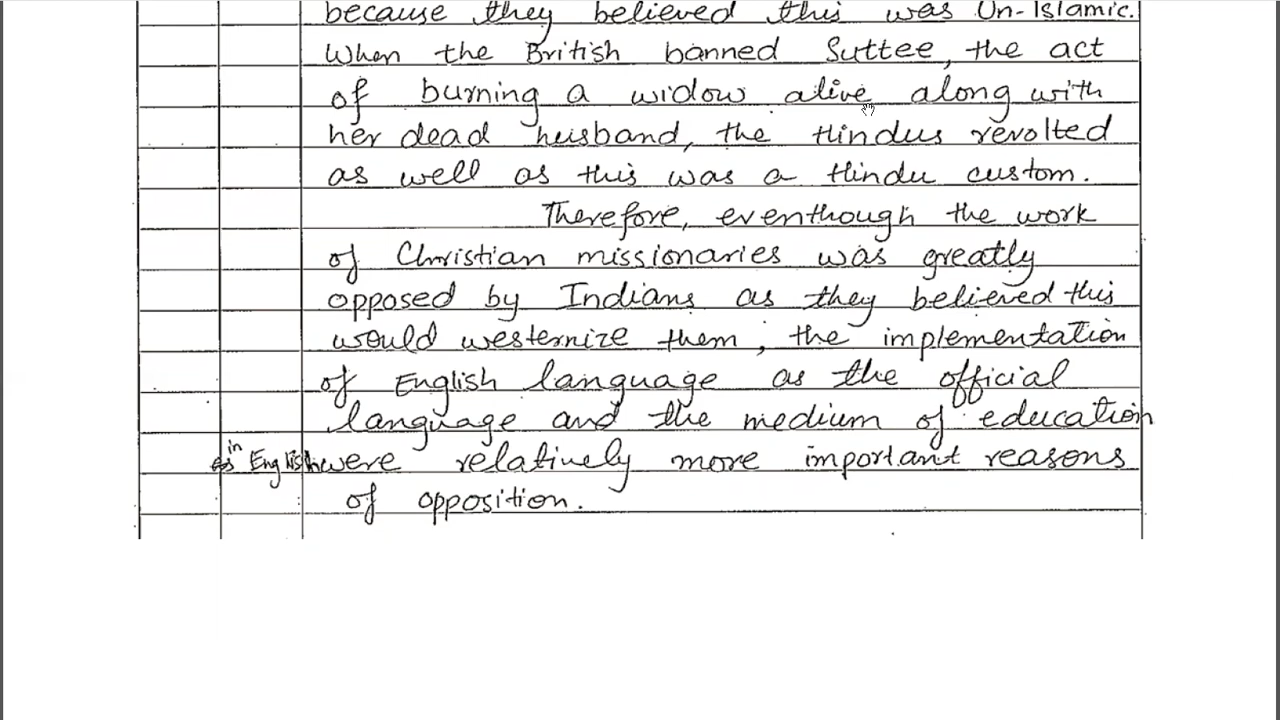 because they believed this was Un-Islamic.
When the British banned Suttee, the act
of burning a widow alive along with
her dead husband, the Hindus revolted
as well as this was a Hindu custom.
Therefore, eventhough the work
of Christian missionaries was greatly
opposed by Indians as they believed this
would westernize them, the implementation
of English language as the official
language and the medium of education
in English were relatively more important reasons
of opposition.